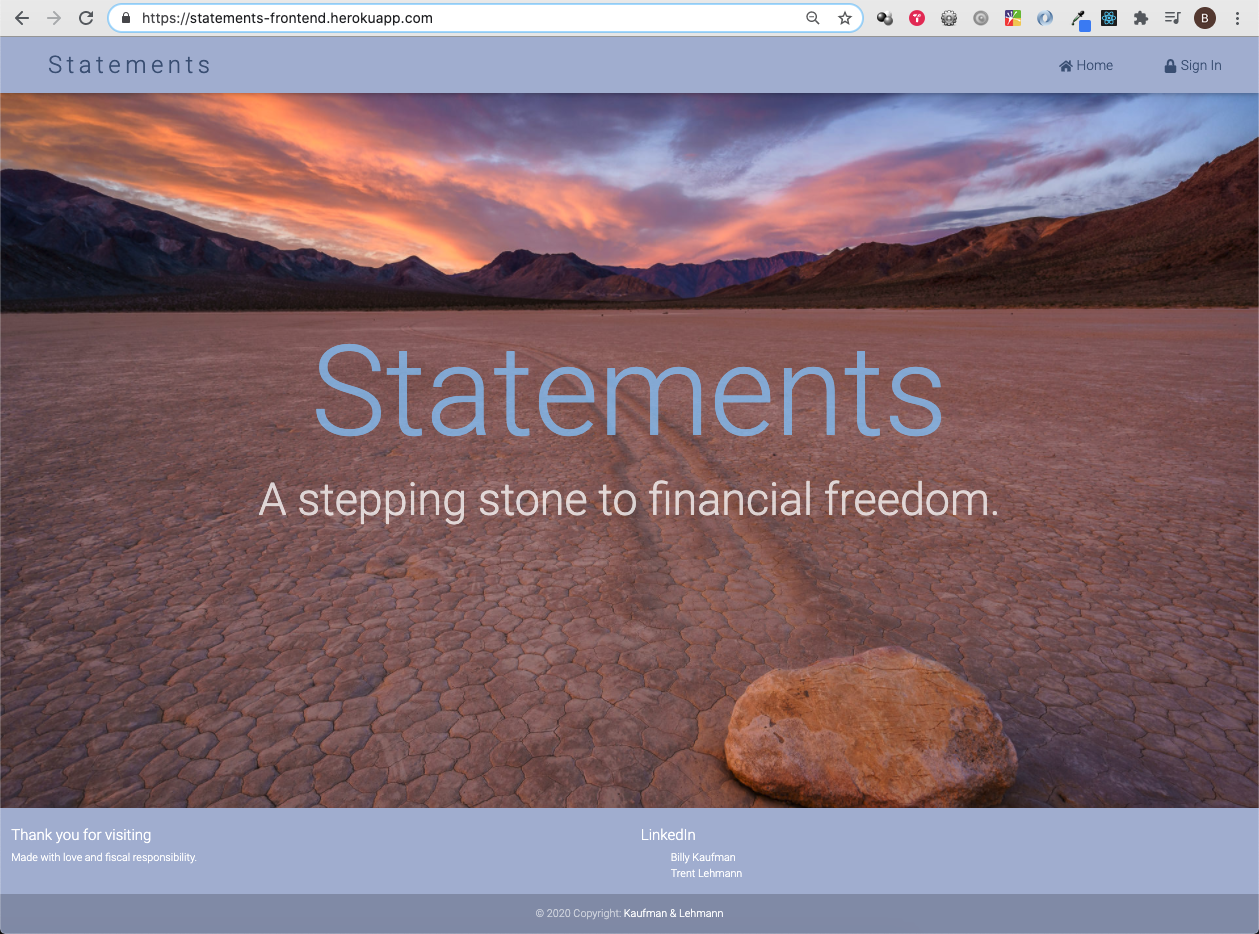 https://statements-frontend.herokuapp.com
B
Statements
Home
Sign In
Statements
A stepping stone to financial freedom.
Thank you for visiting
Made with love and fiscal responsibility.
LinkedIn
Billy Kaufman
Trent Lehmann
© 2020 Copyright: Kaufman & Lehmann